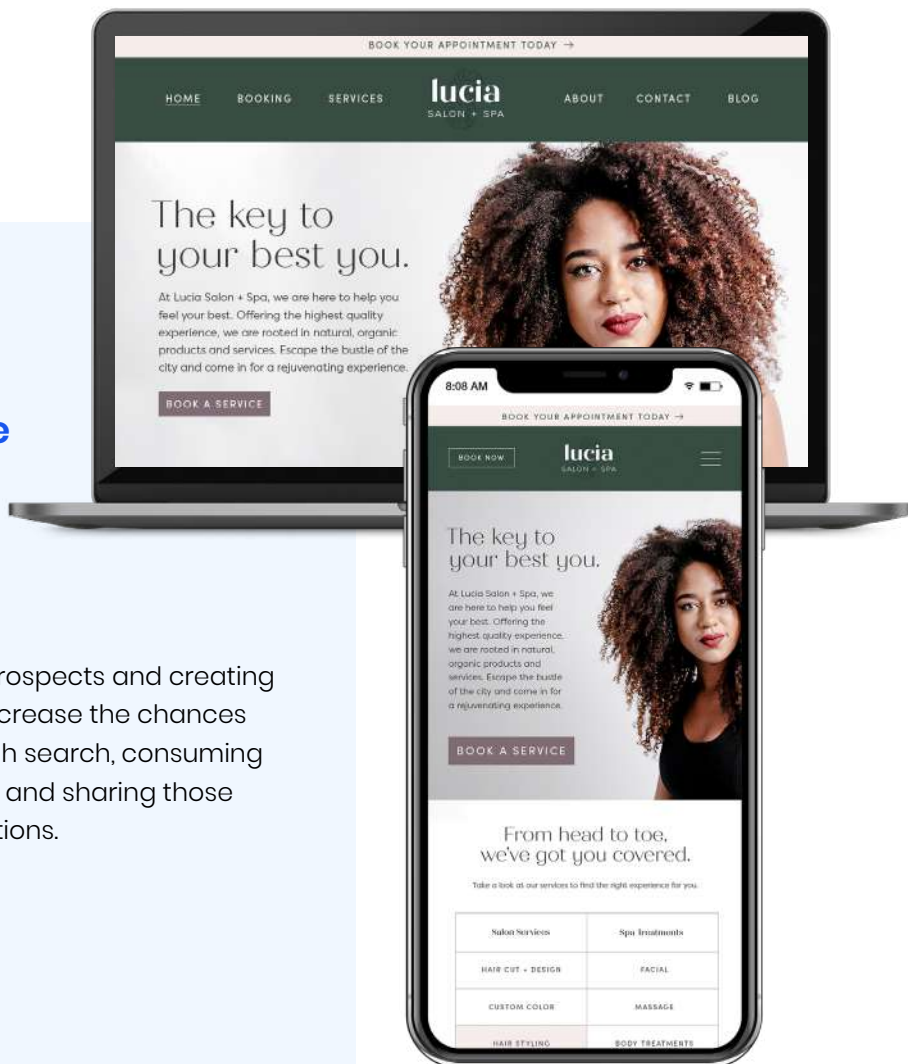 BOOK YOUR APPOINTMENT TODAY →
HOME
BOOKING
SERVICES
lucia
SALON + SPA
ABOUT
CONTACT
BLOG
The key to
your best you.
At Lucia Salon + Spa, we are here to help you
feel your best. Offering the highest quality
experience, we are rooted in natural, organic
products and services. Escape the bustle of the
city and come in for a rejuvenating experience.
BOOK A SERVICE
e
rospects and creating
crease the chances
h search, consuming
and sharing those
tions.
8:08 AM
BOOK YOUR APPOINTMENT TODAY →
BOOK NOW
lucia
SALON + SPA
The key to
your best you.
At Lucia Salon + Spa, we
are here to help you feel
your best. Offering the
highest quality experience,
we are rooted in natural,
organic products and
services. Escape the bustle
of the city and come in for
a rejuvenating experience.
BOOK A SERVICE
From head to toe,
we've got you covered.
Take a look at our services to find the right experience for you.
Salon Services
Spa Treatments
HAIR CUT + DESIGN
FACIAL
CUSTOM COLOR
MASSAGE
HAIR STYLING
BODY TREATMENTS